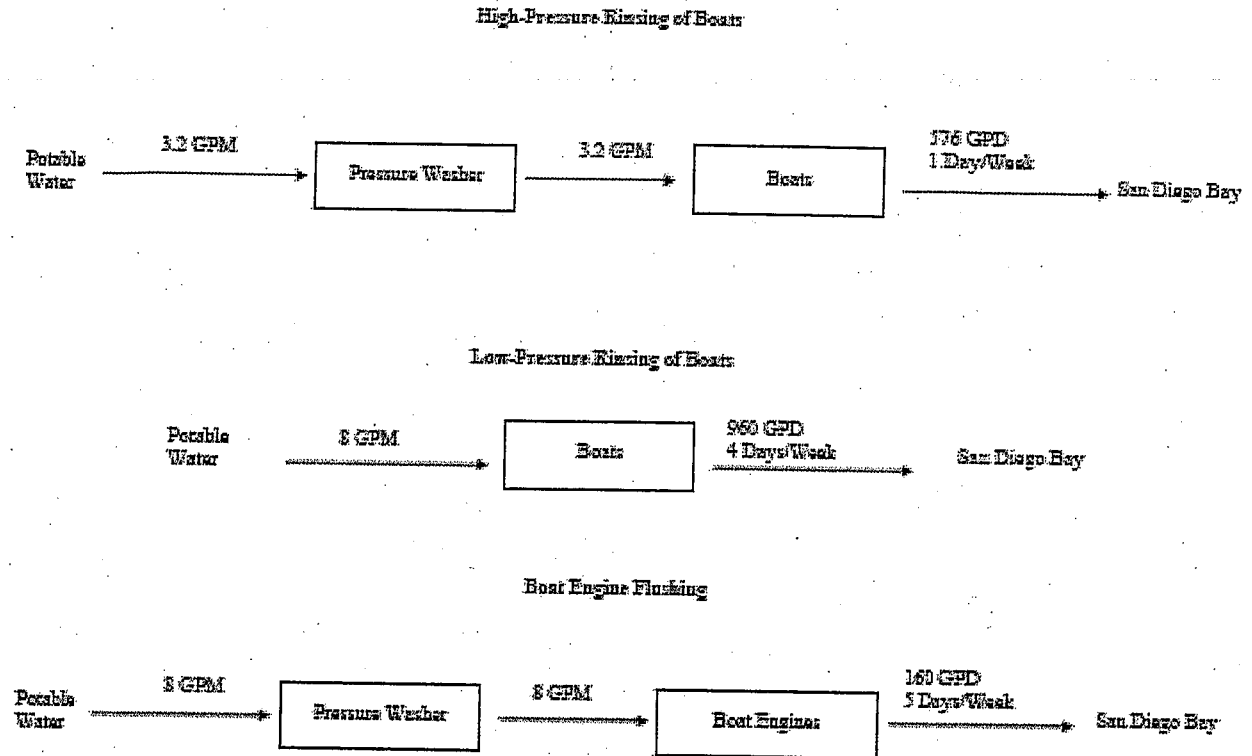 High-Pressure Rinsing of Boats
Potable
Water
3.2 GPM
Pressure Washer
3.2 GPM
Boats
576 GPD
1 Day/Week
San Diego Bay
Low-Pressure Rinsing of Boats
Potable
Water
8 GPM
Boats
960 GPD
4 Days/Week
San Diego Bay
Boat Engine Flushing
Potable
Water
8 GPM
Pressure Washer
8 GPM
Boat Engines
160 GPD
5 Days/Week
San Diego Bay